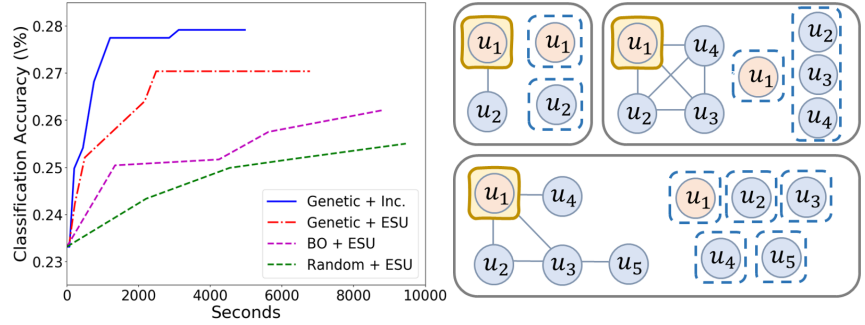 0.28
0.27
0.26
0.25
0.24
0.23
Classification Accuracy (\%)
0 2000 4000 6000 8000 10000
Seconds
Genetic + Inc.
Genetic + ESU
BO + ESU
Random + ESU
u1 u1
u2 u2
u1 u4 u1 u2
u2 u3 u3
u4
u1 u4 u1 u2 u3
u2 u3 u5 u4 u5